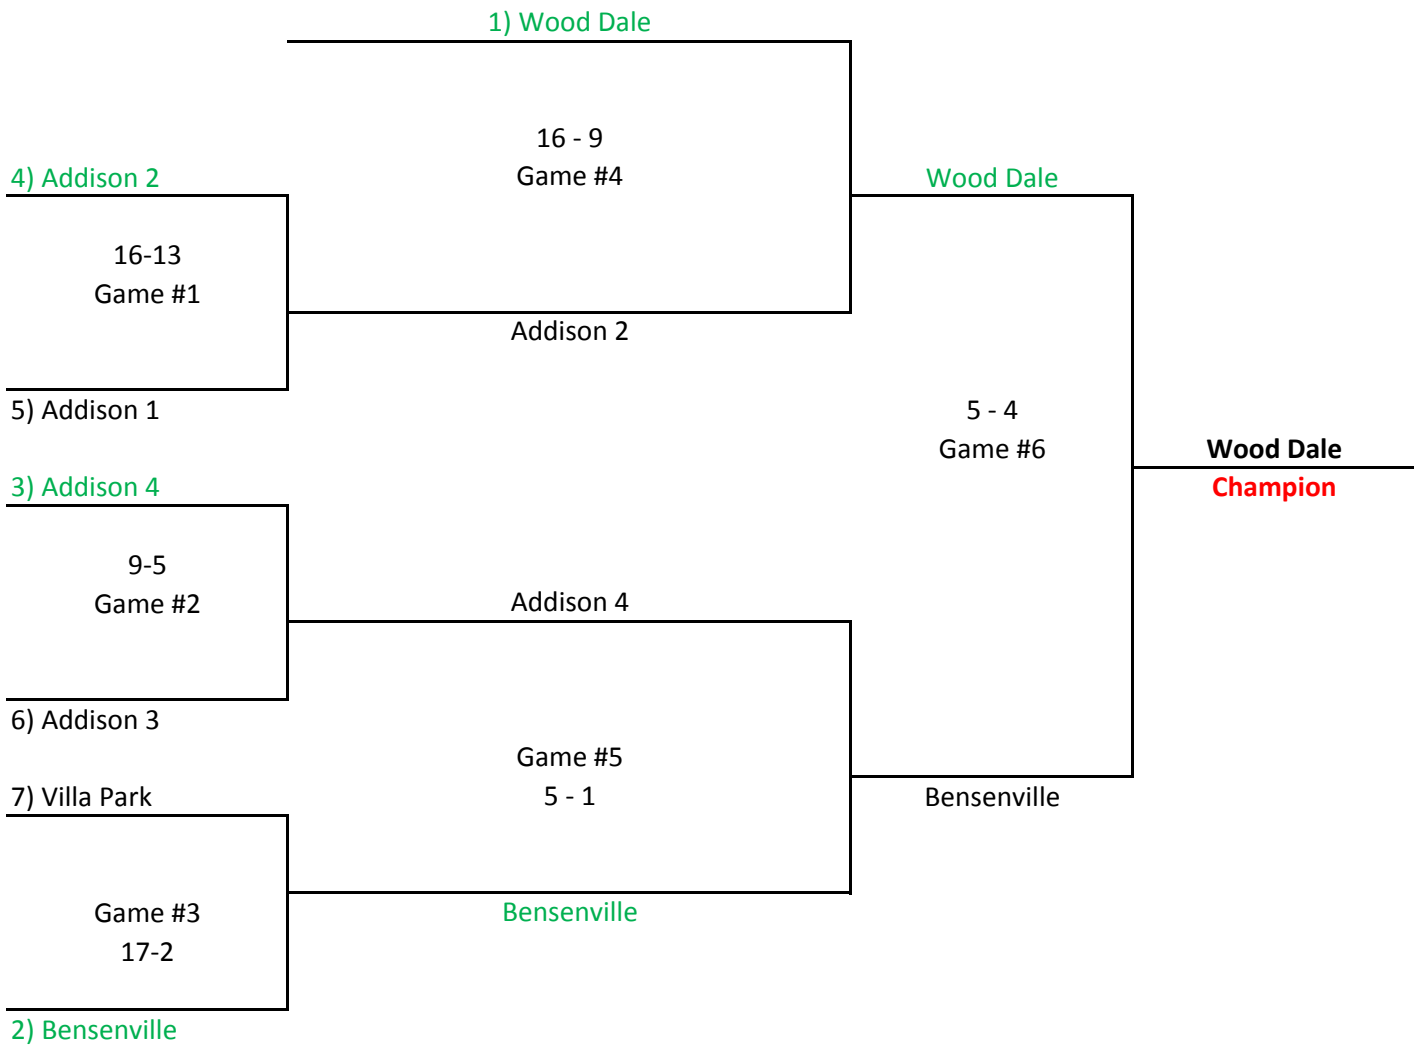 1) Wood Dale
16 - 9
Game #4
4) Addison 2
Wood Dale
16-13
Game #1
Addison 2
5) Addison 1
5 - 4
Game #6
Wood Dale
Champion
3) Addison 4
9-5
Game #2
Addison 4
6) Addison 3
Game #5
5 - 1
7) Villa Park
Bensenville
Game #3
17-2
Bensenville
2) Bensenville